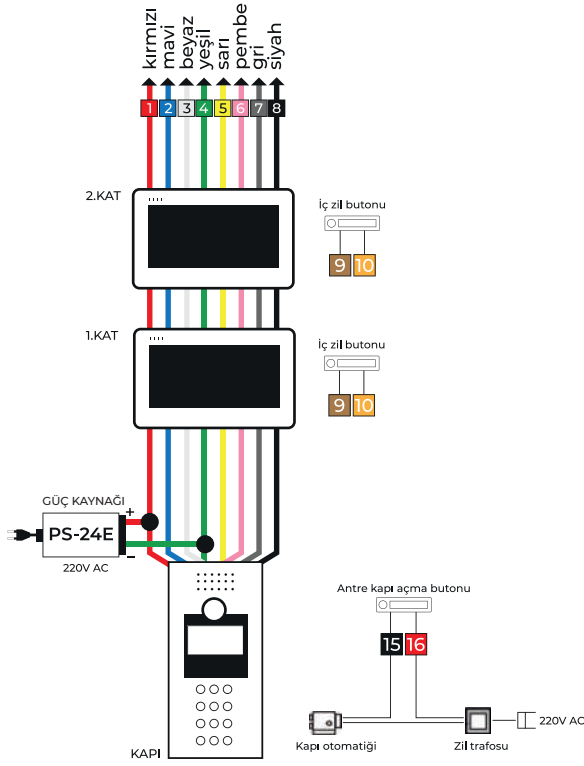 kırmızı
mavi
beyaz
yeşil
sarı
pembe
gri
siyah
1 2 3 4 5 6 7 8
2.KAT
İç zil butonu
9 10
1.KAT
İç zil butonu
9 10
GÜÇ KAYNAĞI
+
PS-24E
–
220V AC
Antre kapı açma butonu
15 16
220V AC
Kapı otomatiği
Zil trafosu
KAPI